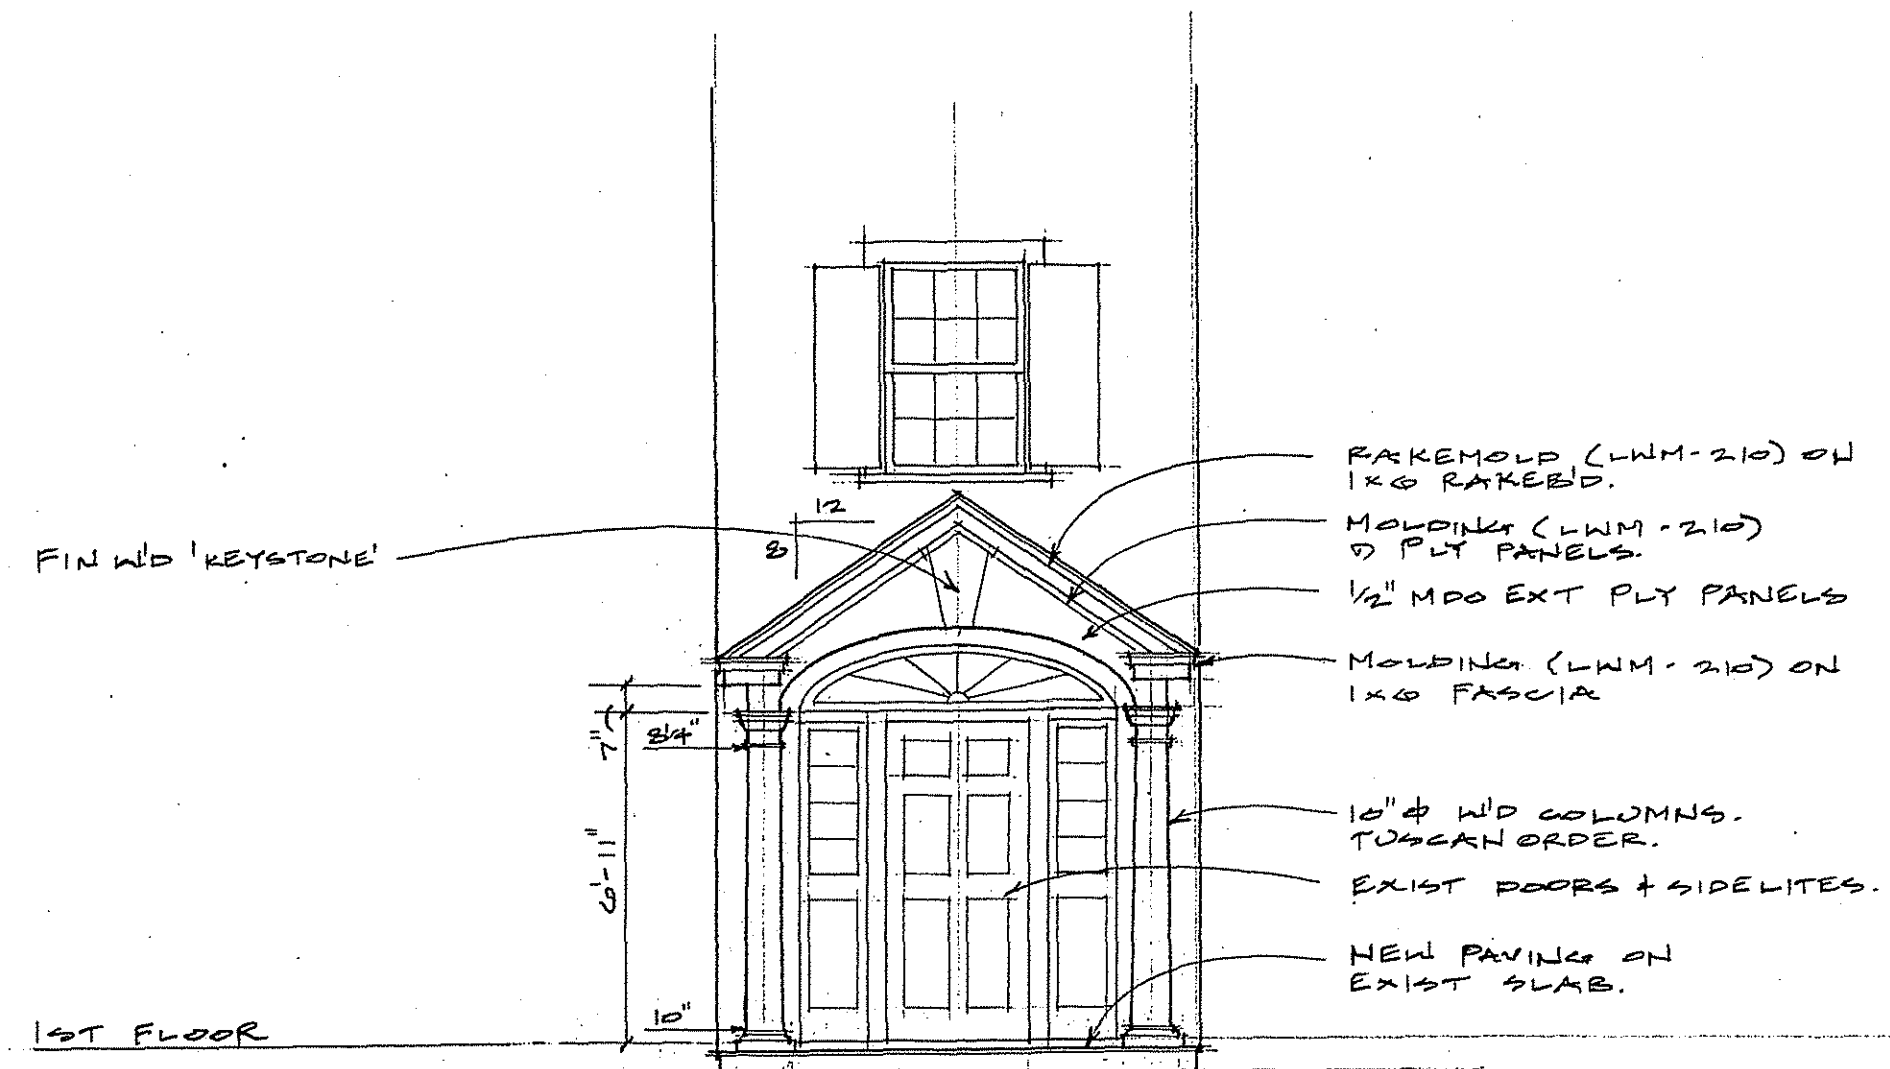 RAKEMOLD (LWM-210) ON
1x6 RAKEB'D.
12
8
MOLDING (LWM-210)
PLY PANELS.
FIN W'D 'KEYSTONE'
1/2" MDO EXT PLY PANELS
MOLDING (LWM-210) ON
1x6 FASCIA
7"
8 1/4"
10"ϕ W'D COLUMNS.
TUSCAN ORDER.
6'-11"
EXIST DOORS & SIDELITES.
NEW PAVING ON
EXIST SLAB.
10"
1ST FLOOR